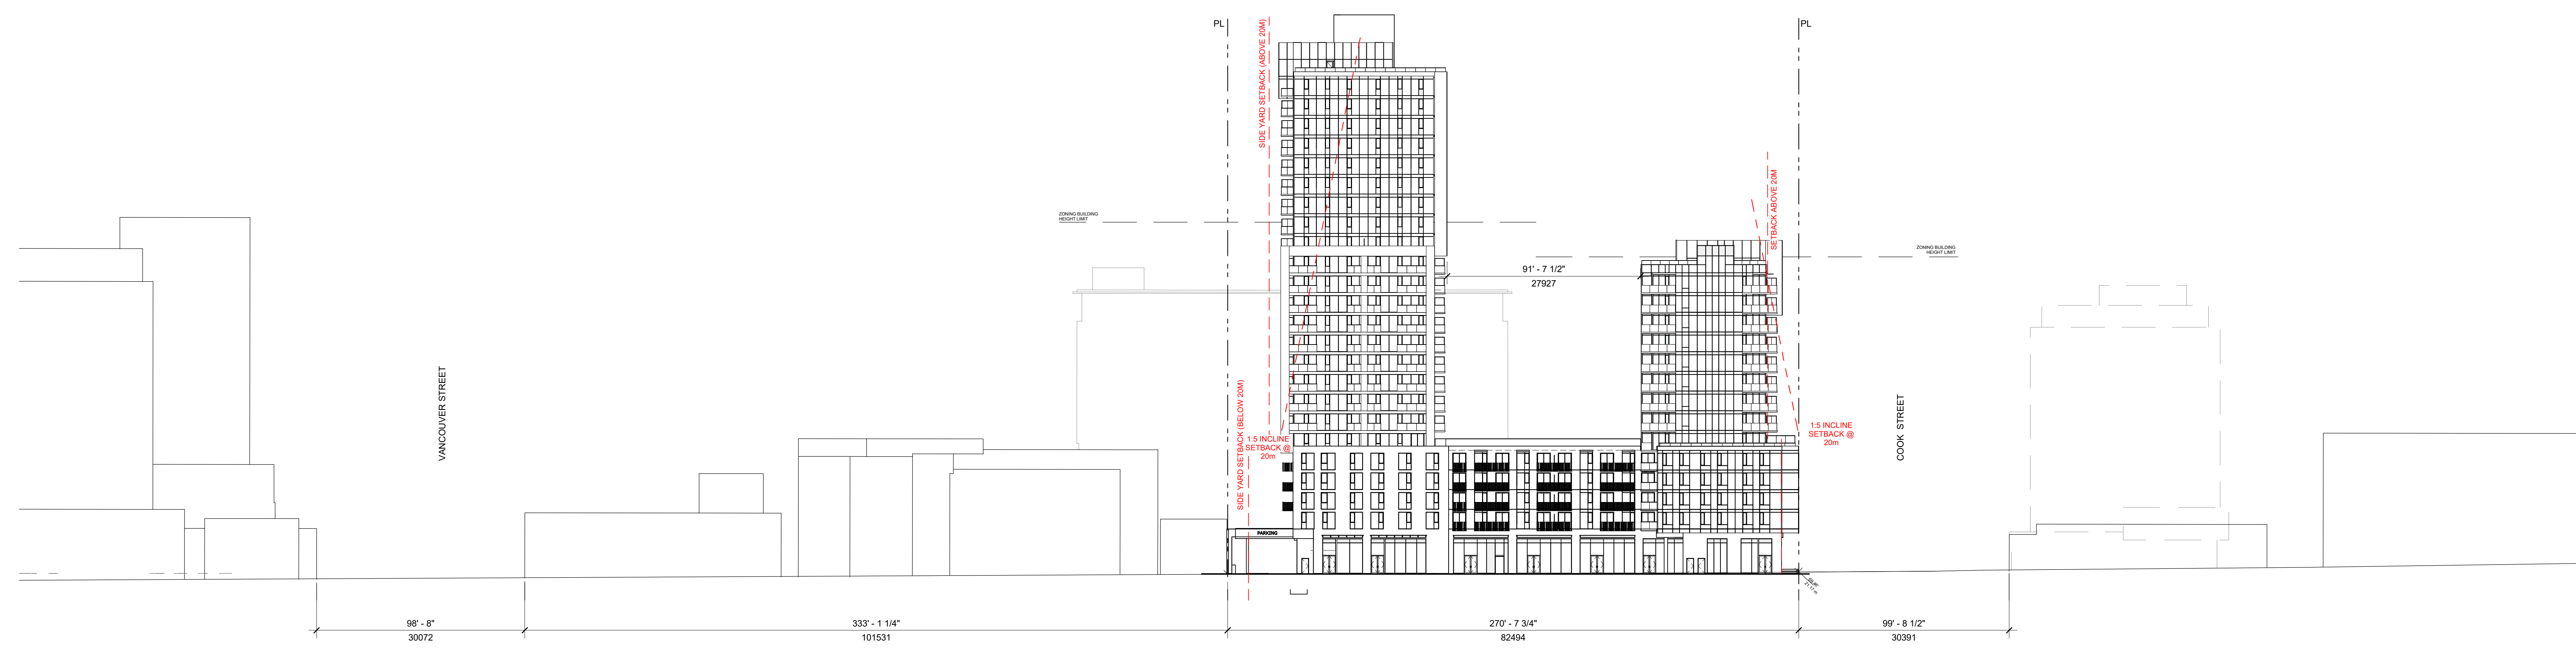 PL
PL
SIDE YARD SETBACK (ABOVE 20M)
SETBACK ABOVE 20M
ZONING BUILDING
HEIGHT LIMIT
ZONING BUILDING
HEIGHT LIMIT
91' - 7 1/2"
27927
VANCOUVER STREET
SIDE YARD SETBACK (BELOW 20M)
1:5 INCLINE
SETBACK @
20m
1:5 INCLINE
SETBACK @
20m
COOK STREET
PARKING
21.17 m
98' - 8"
30072
333' - 1 1/4"
101531
270' - 7 3/4"
82494
99' - 8 1/2"
30391